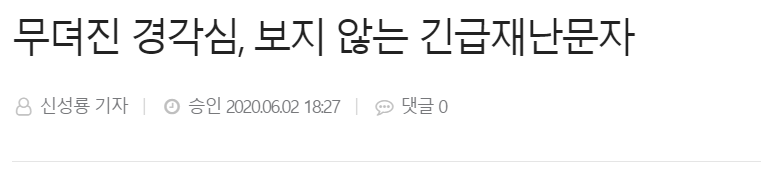 무뎌진 경각심, 보지 않는 긴급재난문자
신성룡 기자 | 승인 2020.06.02 18:27 | 댓글 0